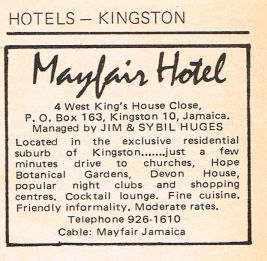 HOTELS – KINGSTON
Mayfair Hotel
4 West King's House Close,
P. O. Box 163, Kingston 10, Jamaica.
Managed by JIM & SYBIL HUGES
Located in the exclusive residential
suburb of Kingston.......just a few
minutes drive to churches, Hope
Botanical Gardens, Devon House,
popular night clubs and shopping
centres. Cocktail lounge. Fine cuisine.
Friendly informality. Moderate rates.
Telephone 926-1610
Cable: Mayfair Jamaica